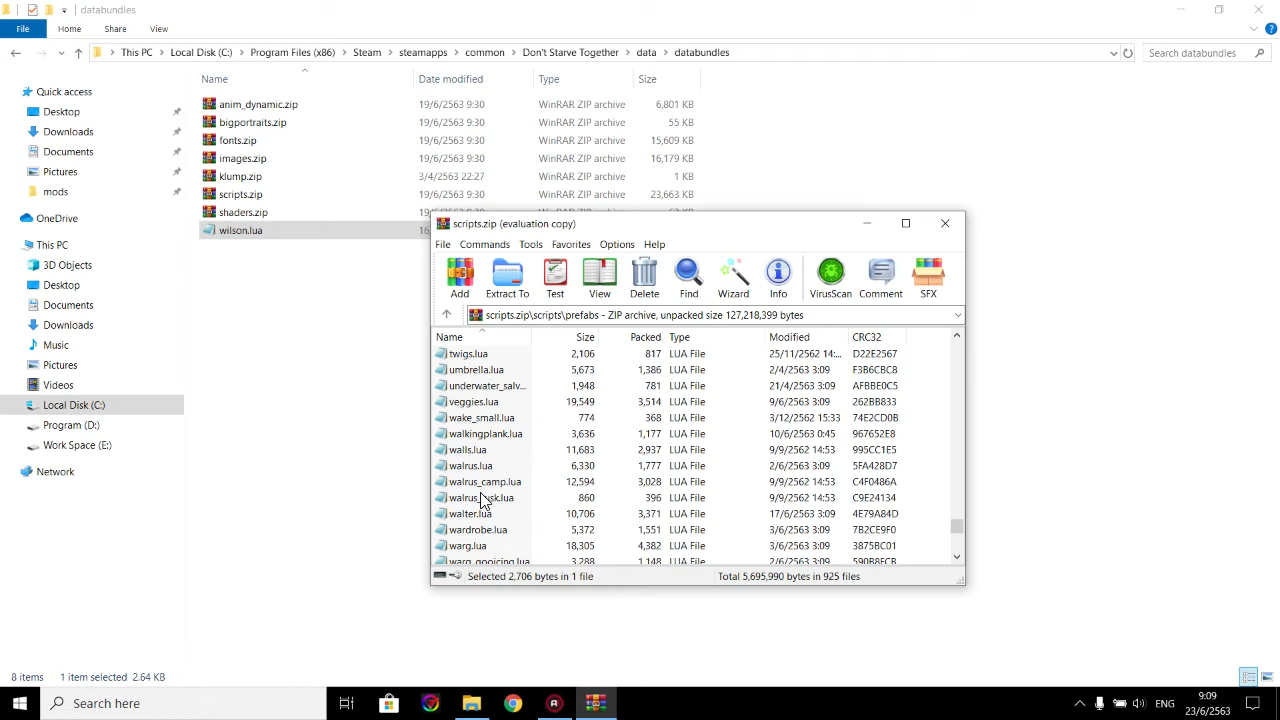 databundles
File Home Share View
This PC Local Disk (C:) Program Files (x86) Steam steamapps common Don't Starve Together data databundles Search databundles
Name Date modified Type Size
Quick access
Desktop
Downloads
Documents
Pictures
mods
OneDrive
This PC
3D Objects
Desktop
Documents
Downloads
Music
Pictures
Videos
Local Disk (C:)
Program (D:)
Work Space (E:)
Network
anim_dynamic.zip 19/6/2563 9:30 WinRAR ZIP archive 6,801 KB
bigportraits.zip 19/6/2563 9:30 WinRAR ZIP archive 55 KB
fonts.zip 19/6/2563 9:30 WinRAR ZIP archive 15,609 KB
images.zip 19/6/2563 9:30 WinRAR ZIP archive 16,179 KB
klump.zip 3/4/2563 22:27 WinRAR ZIP archive 1 KB
scripts.zip 19/6/2563 9:30 WinRAR ZIP archive 23,663 KB
shaders.zip
wilson.lua
scripts.zip (evaluation copy)
File Commands Tools Favorites Options Help
Add Extract To Test View Delete Find Wizard Info VirusScan Comment SFX
scripts.zip\scripts\prefabs - ZIP archive, unpacked size 127,218,399 bytes
Name Size Packed Type Modified CRC32
twigs.lua 2,106 817 LUA File 25/11/2562 14:... D22E2567
umbrella.lua 5,673 1,386 LUA File 2/4/2563 3:09 F3B6CBC8
underwater_salv... 1,948 781 LUA File 21/4/2563 3:09 AFBBE0C5
veggies.lua 19,549 3,514 LUA File 9/6/2563 3:09 262BB833
wake_small.lua 774 368 LUA File 3/12/2562 15:33 74E2CD0B
walkingplank.lua 3,636 1,177 LUA File 10/6/2563 0:45 967652E8
walls.lua 11,683 2,937 LUA File 9/9/2562 14:53 995CC1E5
walrus.lua 6,330 1,777 LUA File 2/6/2563 3:09 5FA428D7
walrus_camp.lua 12,594 3,028 LUA File 9/9/2562 14:53 C4F0486A
860 396 LUA File 9/9/2562 14:53 C9E24134
walter.lua 10,706 3,371 LUA File 17/6/2563 3:09 4E79A84D
wardrobe.lua 5,372 1,551 LUA File 3/6/2563 3:09 7B2CE9F0
warg.lua 18,305 4,382 LUA File 2/6/2563 3:09 3875BC01
warg_gooicing.lua 3,288 1,148 LUA File 2/6/2563 3:09 590B8FCB
Selected 2,706 bytes in 1 file Total 5,695,990 bytes in 925 files
8 items 1 item selected 2.64 KB
Search here ENG 9:09
23/6/2563